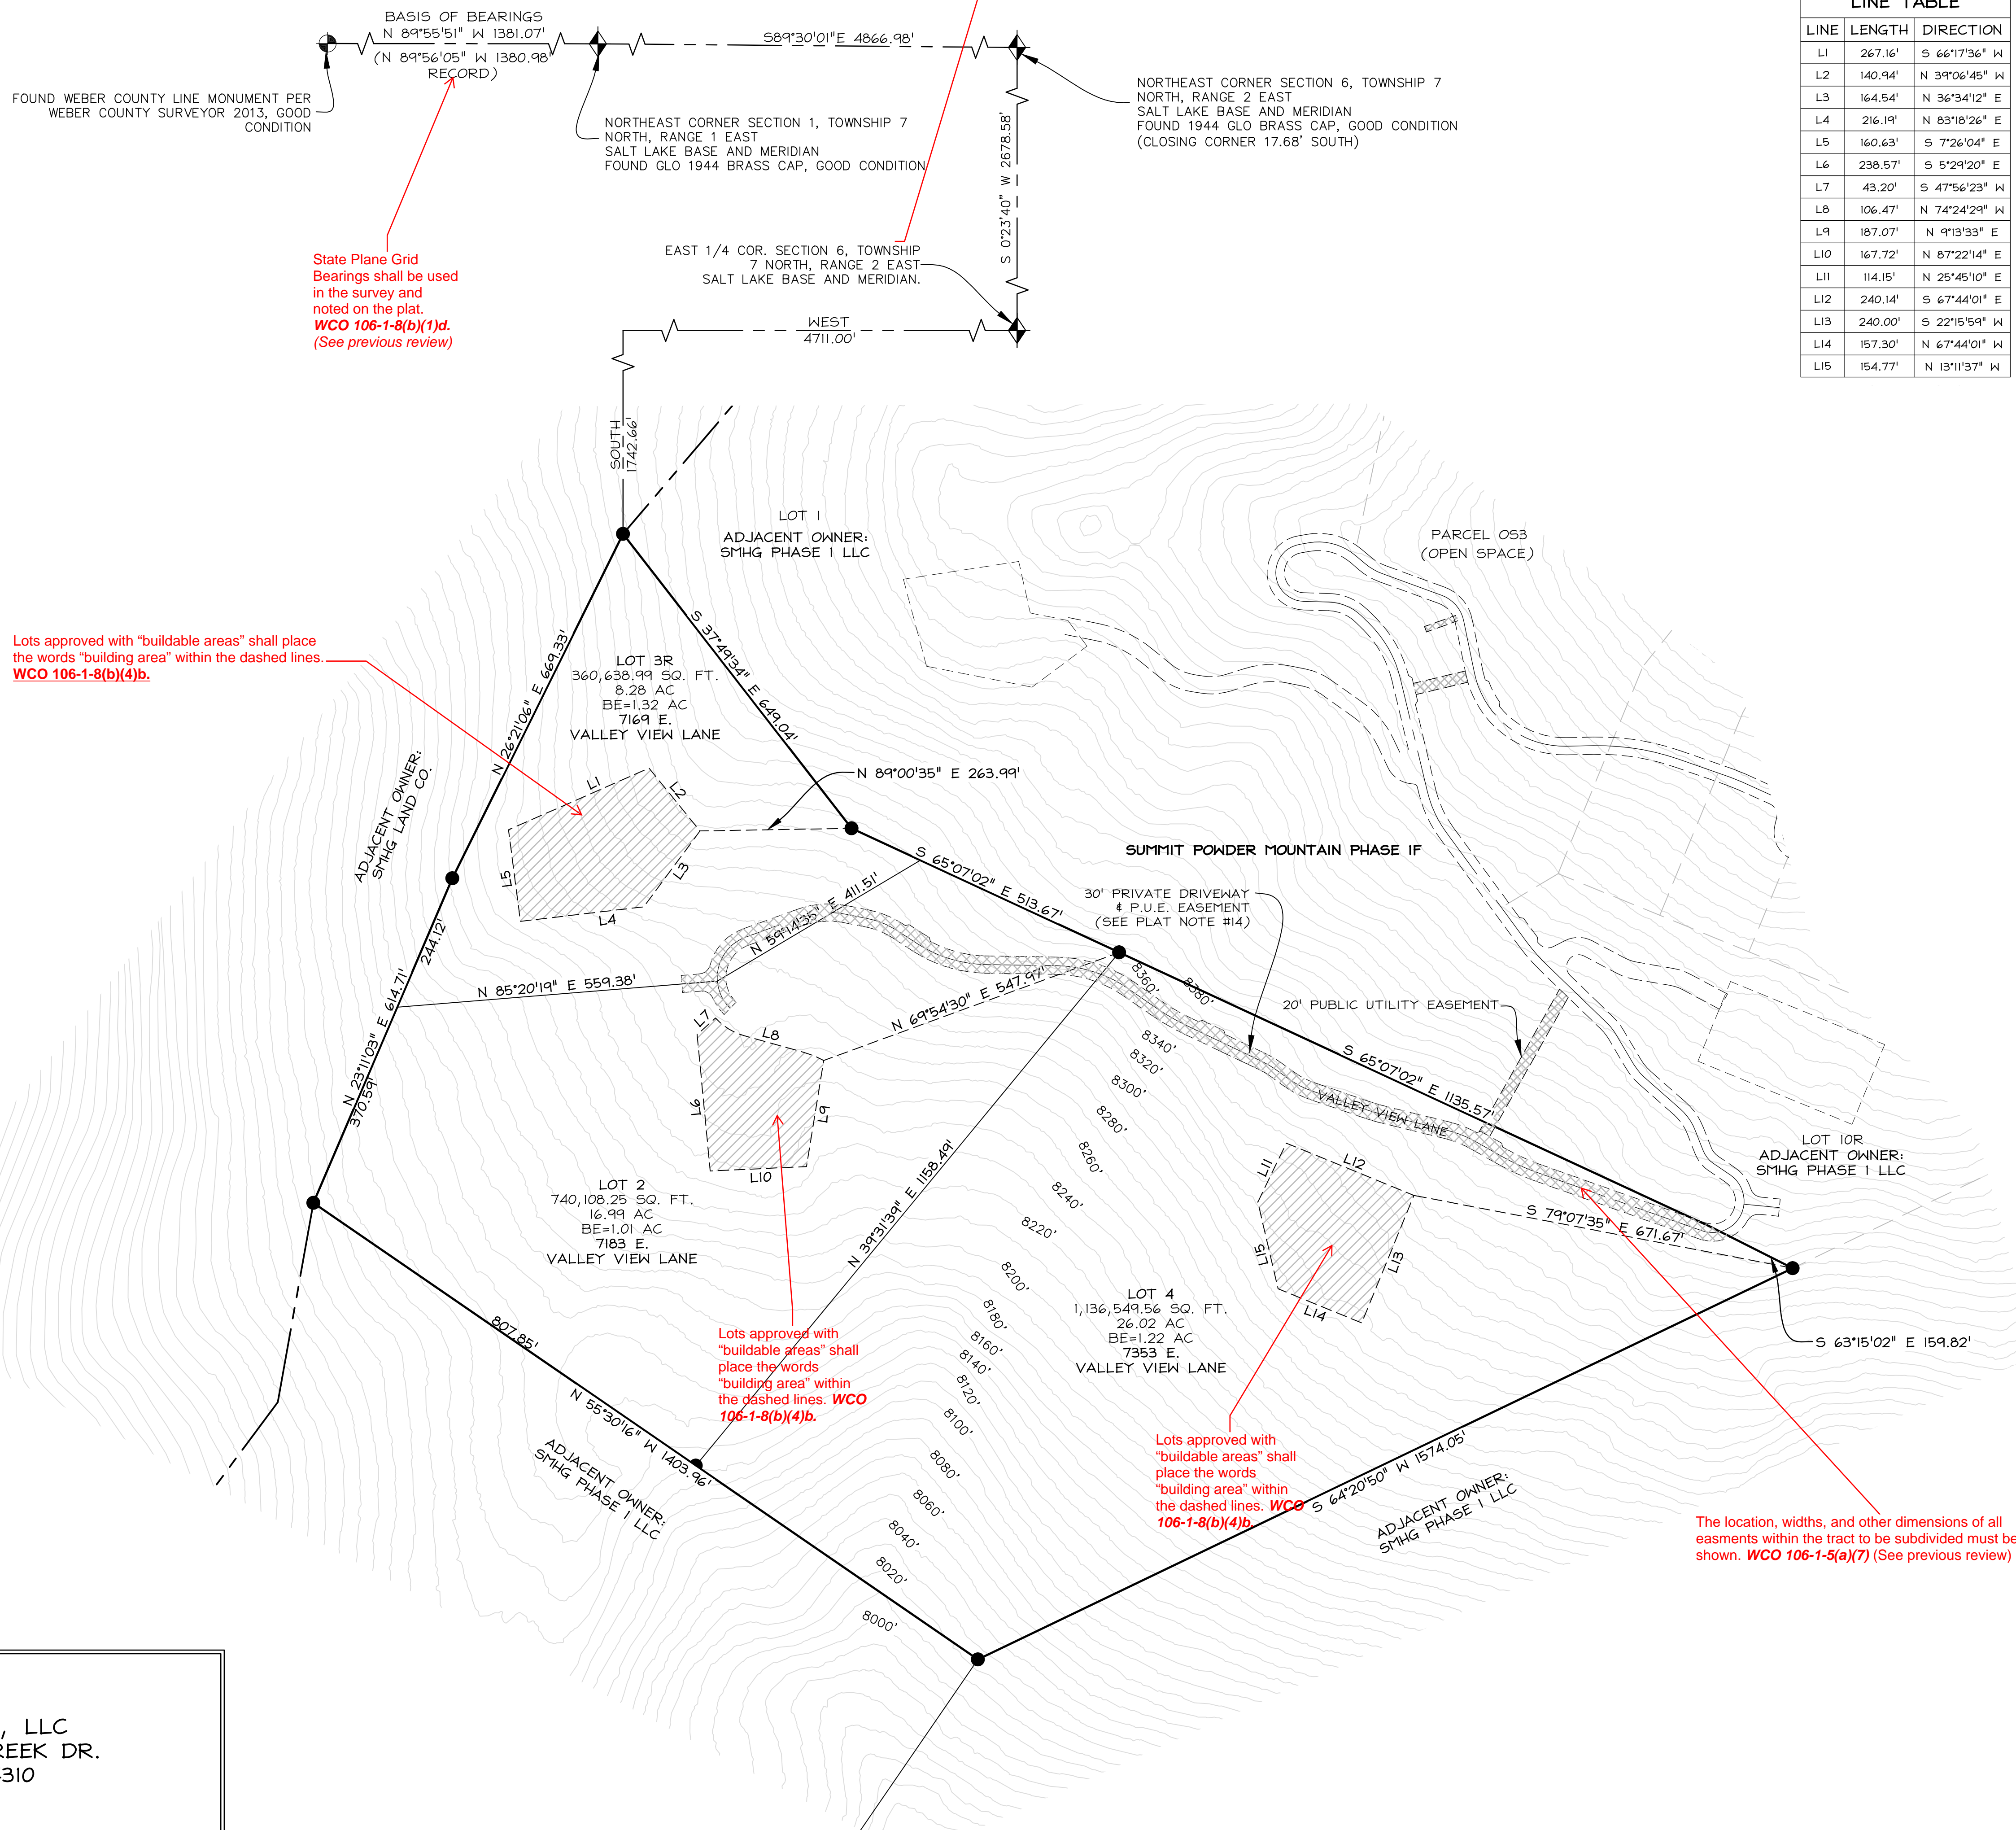 BASIS OF BEARINGS
N 89°55'51" W 1381.07'
(N 89°56'05" W 1380.98'
RECORD)
S89°30'01"E 4866.98'
FOUND WEBER COUNTY LINE MONUMENT PER
WEBER COUNTY SURVEYOR 2013, GOOD
CONDITION
NORTHEAST CORNER SECTION 1, TOWNSHIP 7
NORTH, RANGE 1 EAST
SALT LAKE BASE AND MERIDIAN
FOUND GLO 1944 BRASS CAP, GOOD CONDITION
NORTHEAST CORNER SECTION 6, TOWNSHIP 7
NORTH, RANGE 2 EAST
SALT LAKE BASE AND MERIDIAN
FOUND 1944 GLO BRASS CAP, GOOD CONDITION
(CLOSING CORNER 17.68' SOUTH)
S 0°23'40" W 2678.58'
EAST 1/4 COR. SECTION 6, TOWNSHIP
7 NORTH, RANGE 2 EAST
SALT LAKE BASE AND MERIDIAN.
WEST
4711.00'
SOUTH
1742.66'
State Plane Grid
Bearings shall be used
in the survey and
noted on the plat.
WCO 106-1-8(b)(1)d.
(See previous review)
LINE TABLE
LINE LENGTH DIRECTION
L1 267.16' S 66°17'36" W
L2 140.94' N 39°06'45" W
L3 164.54' N 36°34'12" E
L4 216.19' N 83°18'26" E
L5 160.63' S 7°26'04" E
L6 238.57' S 5°29'20" E
L7 43.20' S 47°56'23" W
L8 106.47' N 74°24'29" W
L9 187.07' N 9°13'33" E
L10 167.72' N 87°22'14" E
L11 114.15' N 25°45'10" E
L12 240.14' S 67°44'01" E
L13 240.00' S 22°15'59" W
L14 157.30' N 67°44'01" W
L15 154.77' N 13°11'37" W
LOT 1
ADJACENT OWNER:
SMHG PHASE 1 LLC
PARCEL OS3
(OPEN SPACE)
Lots approved with “buildable areas” shall place
the words “building area” within the dashed lines.
WCO 106-1-8(b)(4)b.
N 26°21'06" E 669.33'
S 37°49'34" E 649.04'
LOT 3R
360,638.99 SQ. FT.
8.28 AC
BE=1.32 AC
7169 E.
VALLEY VIEW LANE
ADJACENT OWNER:
SMHG LAND CO.
L1
L2
L3
L4
L5
N 89°00'35" E 263.99'
S 65°07'02" E 513.67'
SUMMIT POWDER MOUNTAIN PHASE 1F
30' PRIVATE DRIVEWAY
& P.U.E. EASEMENT
(SEE PLAT NOTE #14)
N 59°14'35" E 411.51'
N 85°20'19" E 559.38'
N 69°54'30" E 547.97'
244.12'
N 23°11'03" E 614.71'
370.59'
20' PUBLIC UTILITY EASEMENT
S 65°07'02" E 1135.57'
VALLEY VIEW LANE
8360'
8380'
8340'
8320'
8300'
8280'
8260'
8240'
8220'
8200'
8180'
8160'
8140'
8120'
8100'
8080'
8060'
8040'
8020'
8000'
L7
L8
L6
L9
L10
L11
L12
L13
L14
L15
LOT 10R
ADJACENT OWNER:
SMHG PHASE 1 LLC
S 79°07'35" E 671.67'
S 63°15'02" E 159.82'
LOT 2
740,108.25 SQ. FT.
16.99 AC
BE=1.01 AC
7183 E.
VALLEY VIEW LANE
N 39°31'39" E 1158.49'
LOT 4
1,136,549.56 SQ. FT.
26.02 AC
BE=1.22 AC
7353 E.
VALLEY VIEW LANE
Lots approved with
“buildable areas” shall
place the words
“building area” within
the dashed lines. WCO
106-1-8(b)(4)b.
Lots approved with
“buildable areas” shall
place the words
“building area” within
the dashed lines. WCO
106-1-8(b)(4)b.
807.85'
N 55°30'16" W 1403.96'
ADJACENT OWNER:
SMHG PHASE 1 LLC
S 64°20'50" W 1574.05'
ADJACENT OWNER:
SMHG PHASE 1 LLC
The location, widths, and other dimensions of all
easments within the tract to be subdivided must be
shown. WCO 106-1-5(a)(7) (See previous review)
, LLC
REEK DR.
310